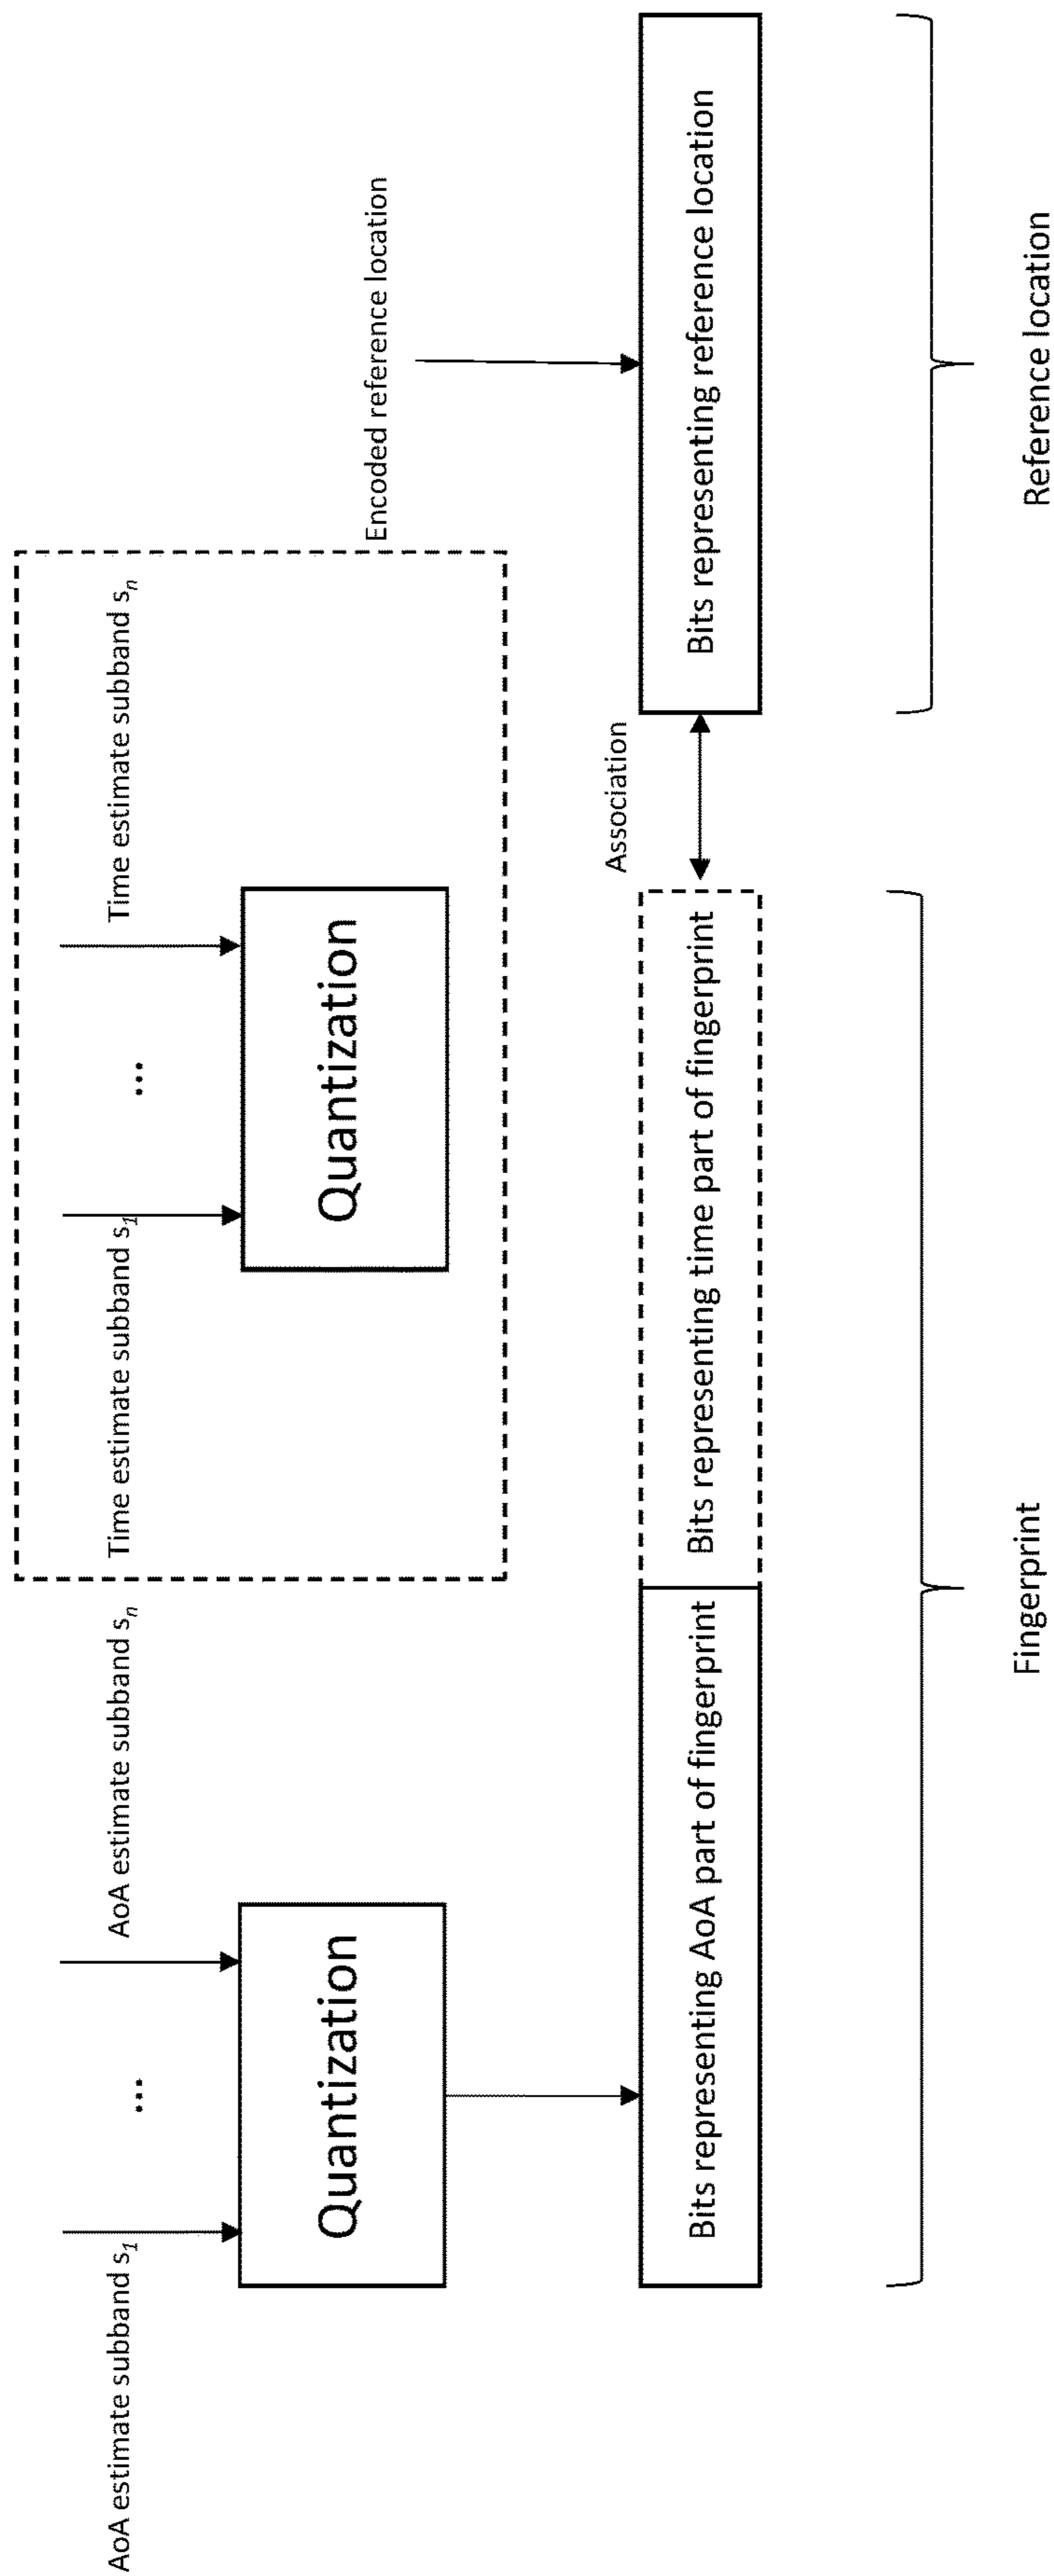 AoA estimate subband s1
...
AoA estimate subband sn
Time estimate subband s1
...
Time estimate subband sn
Quantization
Quantization
Encoded reference location
Association
Bits representing AoA part of fingerprint
Bits representing time part of fingerprint
Bits representing reference location
Fingerprint
Reference location